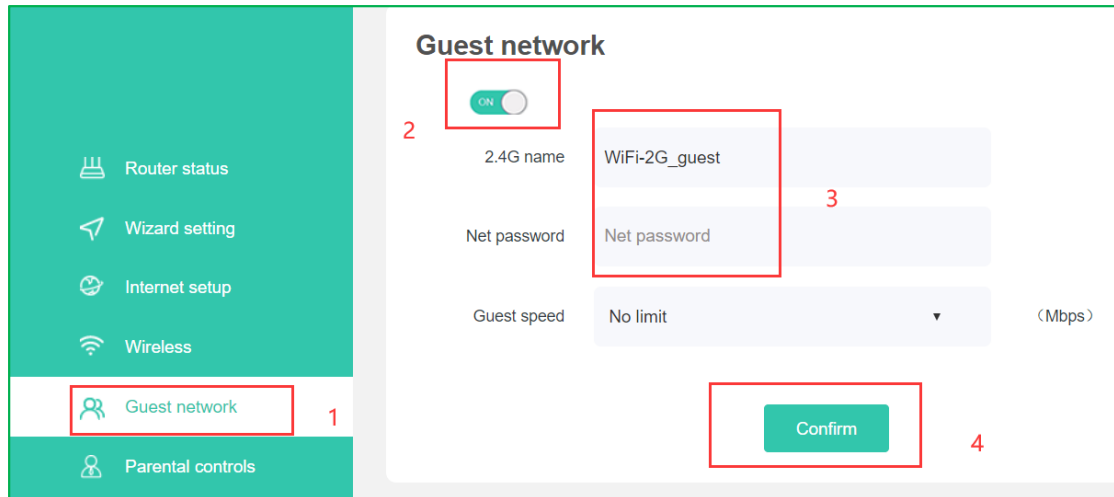 Router status
Wizard setting
Internet setup
Wireless
Guest network
1
Parental controls
Guest network
ON
2
2.4G name
WiFi-2G_guest
3
Net password
Net password
Guest speed
No limit
▼
（Mbps）
Confirm
4